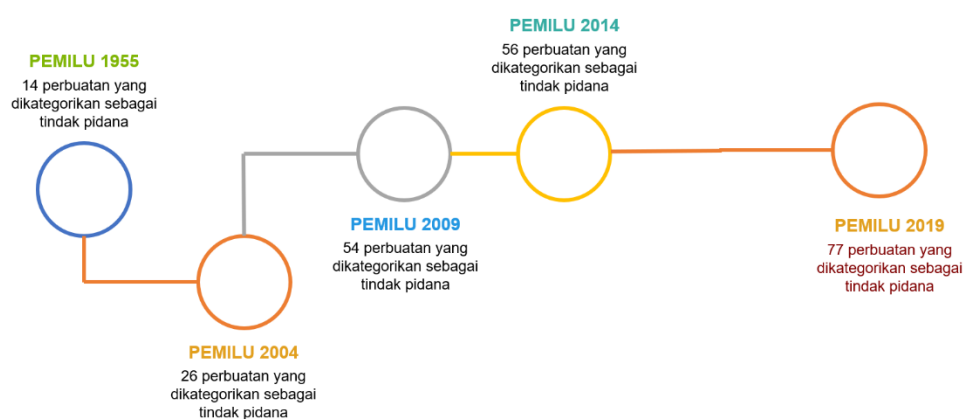 PEMILU 1955
14 perbuatan yang
dikategorikan sebagai
tindak pidana
PEMILU 2004
26 perbuatan yang
dikategorikan sebagai
tindak pidana
PEMILU 2009
54 perbuatan yang
dikategorikan sebagai
tindak pidana
PEMILU 2014
56 perbuatan yang
dikategorikan sebagai
tindak pidana
PEMILU 2019
77 perbuatan yang
dikategorikan sebagai
tindak pidana